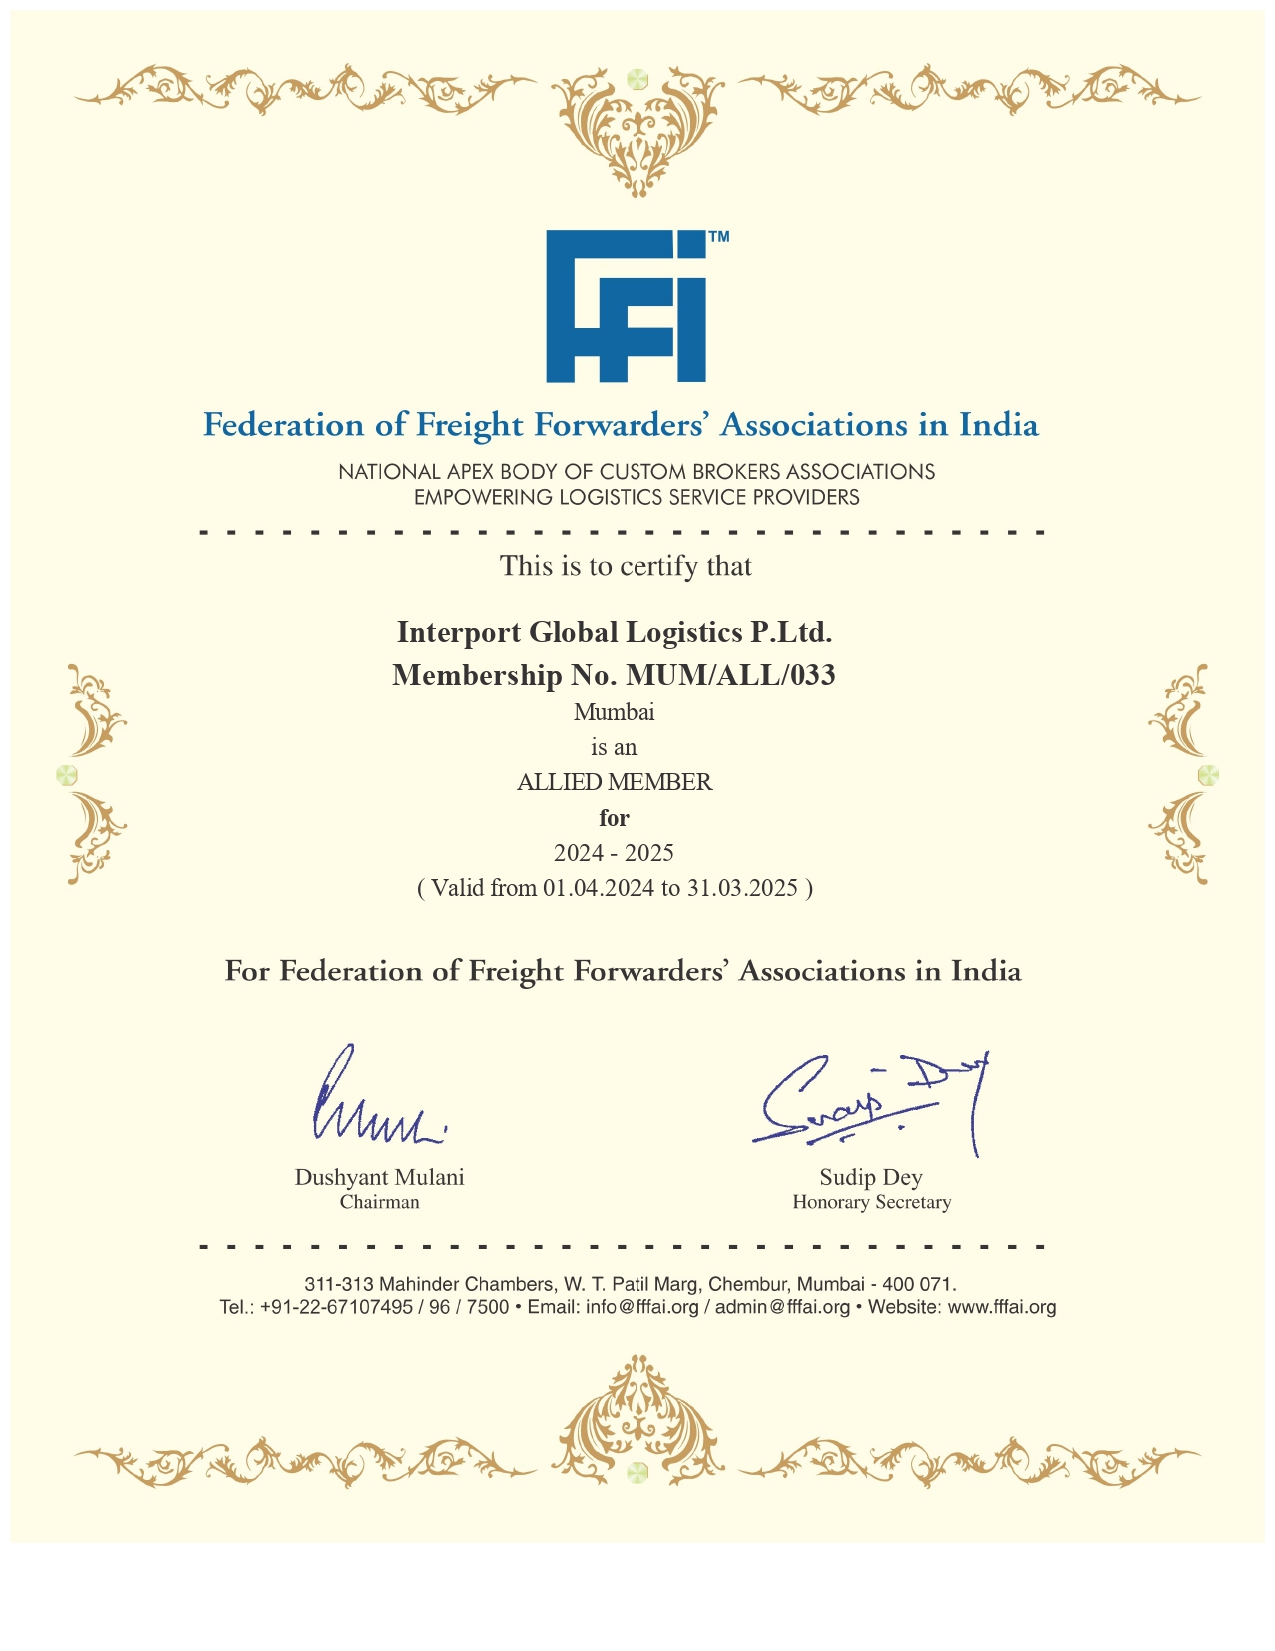 FFFi™
Federation of Freight Forwarders’ Associations in India
NATIONAL APEX BODY OF CUSTOM BROKERS ASSOCIATIONS
EMPOWERING LOGISTICS SERVICE PROVIDERS
This is to certify that
Interport Global Logistics P.Ltd.
Membership No. MUM/ALL/033
Mumbai
is an
ALLIED MEMBER
for
2024 - 2025
( Valid from 01.04.2024 to 31.03.2025 )
For Federation of Freight Forwarders’ Associations in India
Dushyant Mulani
Chairman
Sudip Dey
Honorary Secretary
311-313 Mahinder Chambers, W. T. Patil Marg, Chembur, Mumbai - 400 071.
Tel.: +91-22-67107495 / 96 / 7500 • Email: info@fffai.org / admin@fffai.org • Website: www.fffai.org